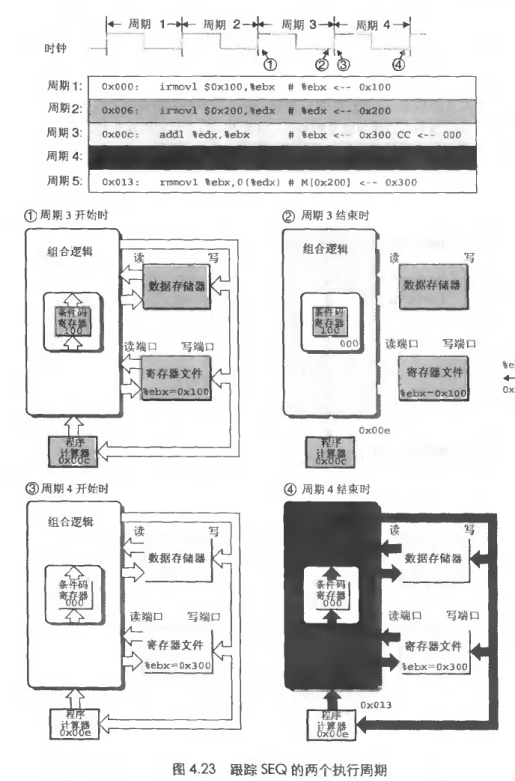 周期 1 周期 2 周期 3 周期 4
时钟
① ② ③ ④
周期 1: 0x000: irmovl $0x100,%ebx # %ebx <-- 0x100
周期2: 0x006: irmovl $0x200,%edx # %edx <-- 0x200
周期 3: 0x00c: addl %edx,%ebx # %ebx <-- 0x300 CC <-- 000
周期 4:
周期 5: 0x013: rmmovl %ebx,0(%edx) # M[0x200] <-- 0x300
① 周期 3 开始时
组合逻辑
读 写
数据存储器
条件码
寄存器
100
读端口 写端口
寄存器文件
%ebx=0x100
程序
计算器
0x00c
② 周期 3 结束时
组合逻辑
读 写
数据存储器
条件码
寄存器
100
000
读端口 写端口
寄存器文件
%ebx=0x100
%e
0x
0x00e
程序
计算器
0x00c
③ 周期 4 开始时
组合逻辑
读 写
数据存储器
条件码
寄存器
000
读端口 写端口
寄存器文件
%ebx=0x300
程序
计算器
0x00e
④ 周期 4 结束时
读 写
数据存储器
条件码
寄存器
000
读端口 写端口
寄存器文件
%ebx=0x300
0x013
程序
计算器
0x00e
图 4.23 跟踪 SEQ 的两个执行周期